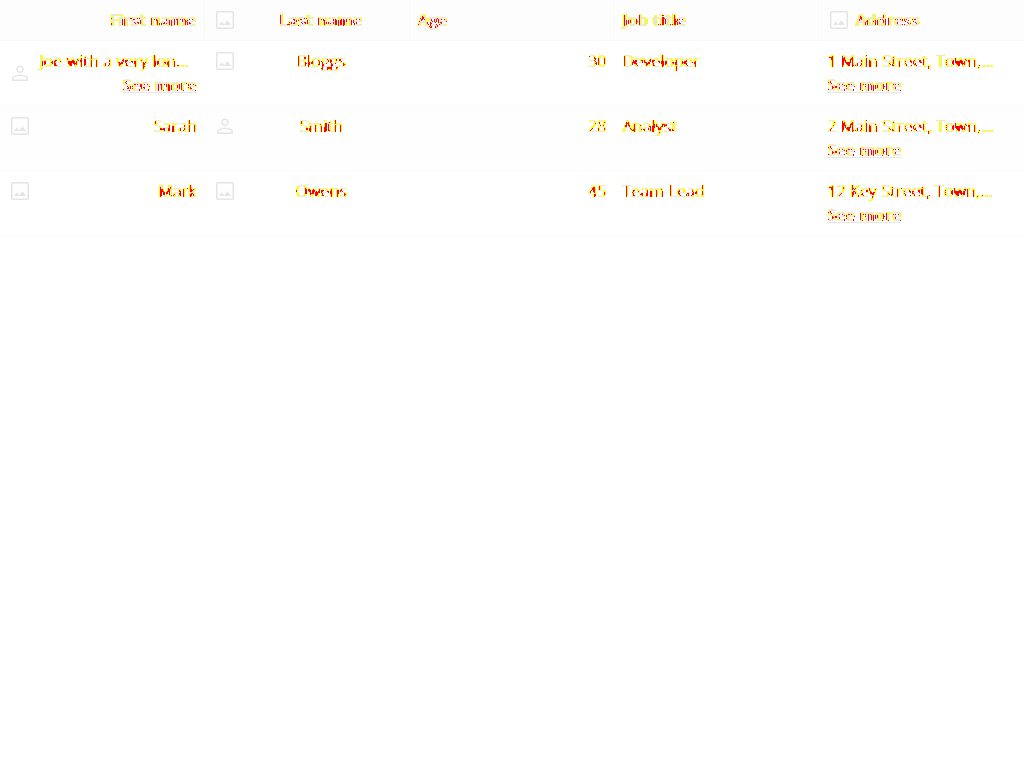 First name Last name Age Job title Address
Joe with a very lon... Bloggs 30 Developer 1 Main Street, Town,...
See more See more
Sarah Smith 28 Analyst 2 Main Street, Town,...
See more
Mark Owens 45 Team Lead 12 Key Street, Town,...
See more